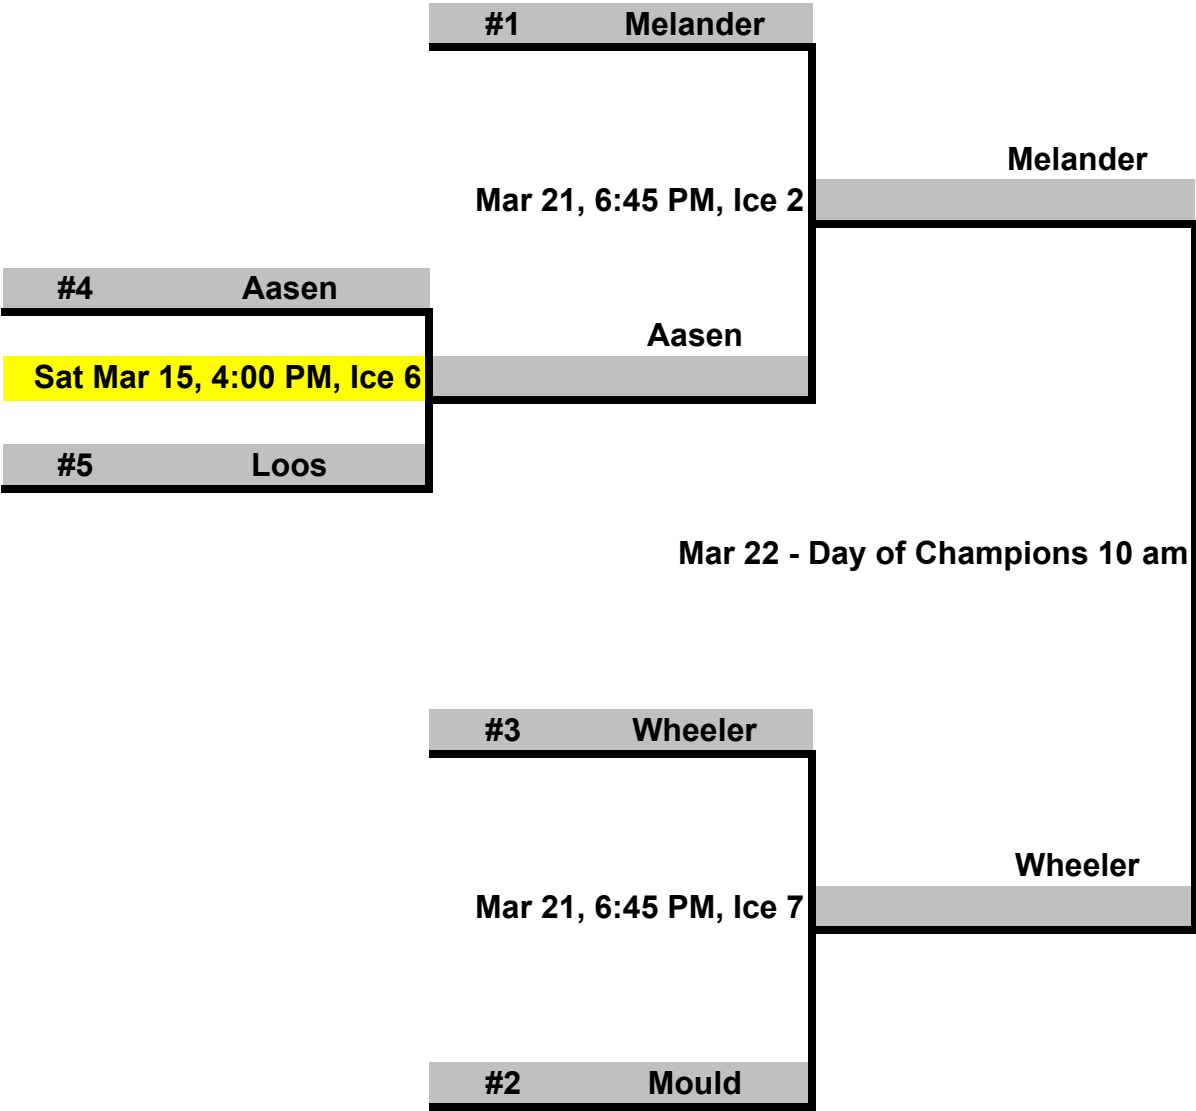 #1 Melander
Melander
Mar 21, 6:45 PM, Ice 2
#4 Aasen
Aasen
Sat Mar 15, 4:00 PM, Ice 6
#5 Loos
Mar 22 - Day of Champions 10 am
#3 Wheeler
Wheeler
Mar 21, 6:45 PM, Ice 7
#2 Mould